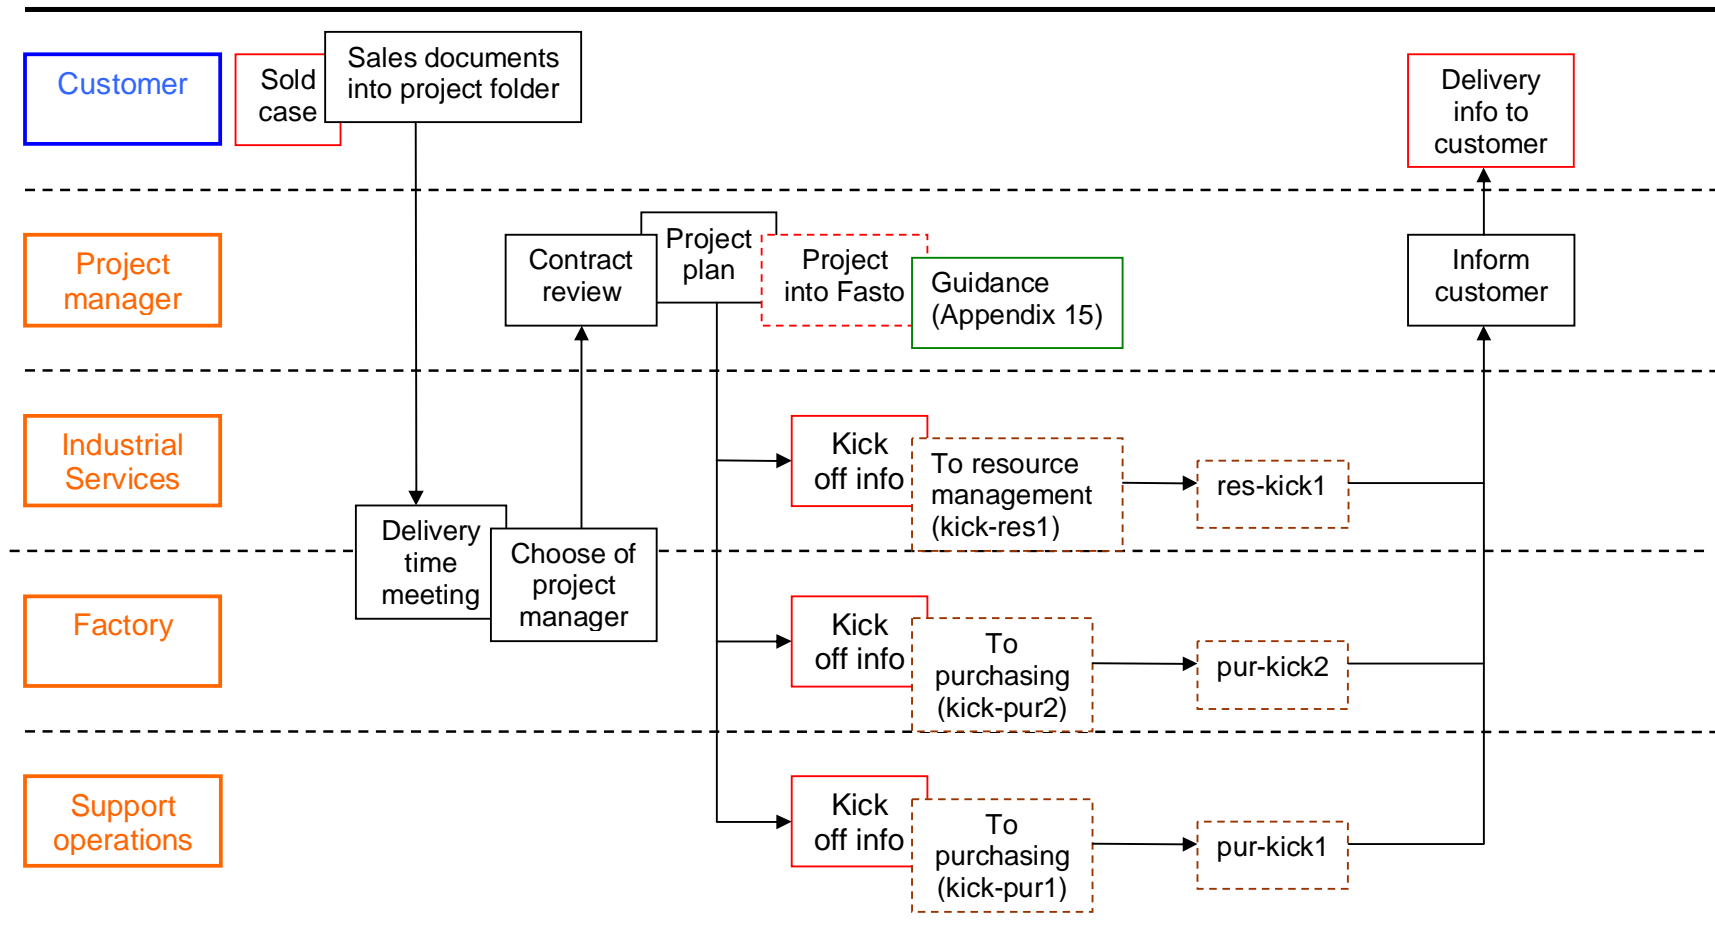 Customer
Sold
case
Sales documents
into project folder
Delivery
info to
customer
Project
manager
Contract
review
Project
plan
Project
into Fasto
Guidance
(Appendix 15)
Inform
customer
Industrial
Services
Kick
off info
To resource
management
(kick-res1)
res-kick1
Delivery
time
meeting
Choose of
project
manager
Factory
Kick
off info
To
purchasing
(kick-pur2)
pur-kick2
Support
operations
Kick
off info
To
purchasing
(kick-pur1)
pur-kick1